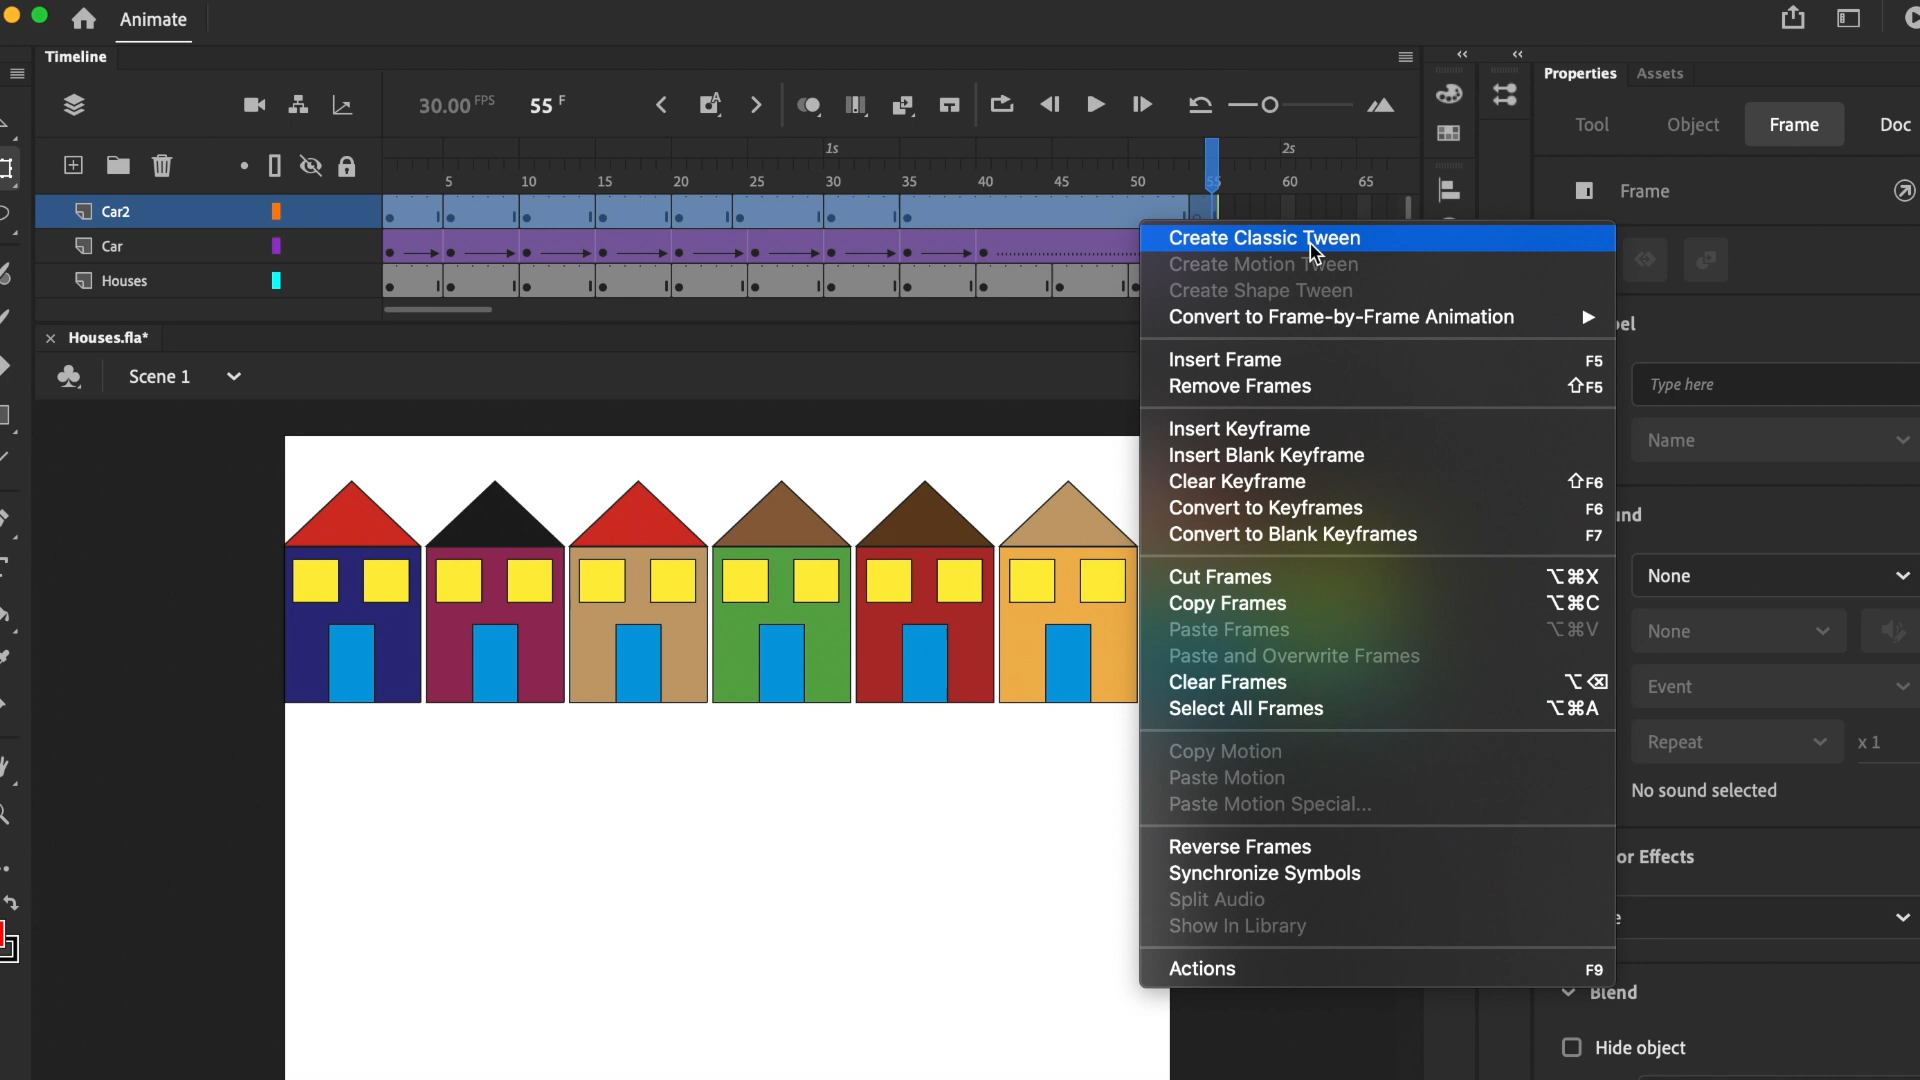 Animate
Timeline
Properties Assets
30.00 FPS 55 F
Tool Object Frame Doc
1s 2s
5 10 15 20 25 30 35 40 45 50 55 60 65
Frame
Car2
Car
Houses
Create Classic Tween
Create Motion Tween
Create Shape Tween
Convert to Frame-by-Frame Animation
Houses.fla*
Insert Frame F5
Scene 1
Remove Frames ⇧F5
Type here
Insert Keyframe
Name
Insert Blank Keyframe
Clear Keyframe ⇧F6
Convert to Keyframes F6
Convert to Blank Keyframes F7
Cut Frames ⌥⌘X
None
Copy Frames ⌥⌘C
Paste Frames ⌥⌘V
None
Paste and Overwrite Frames
Clear Frames ⌥⌫
Event
Select All Frames ⌥⌘A
Copy Motion
Repeat x 1
Paste Motion
Paste Motion Special...
No sound selected
Reverse Frames
or Effects
Synchronize Symbols
Split Audio
Show In Library
Actions F9
Blend
Hide object